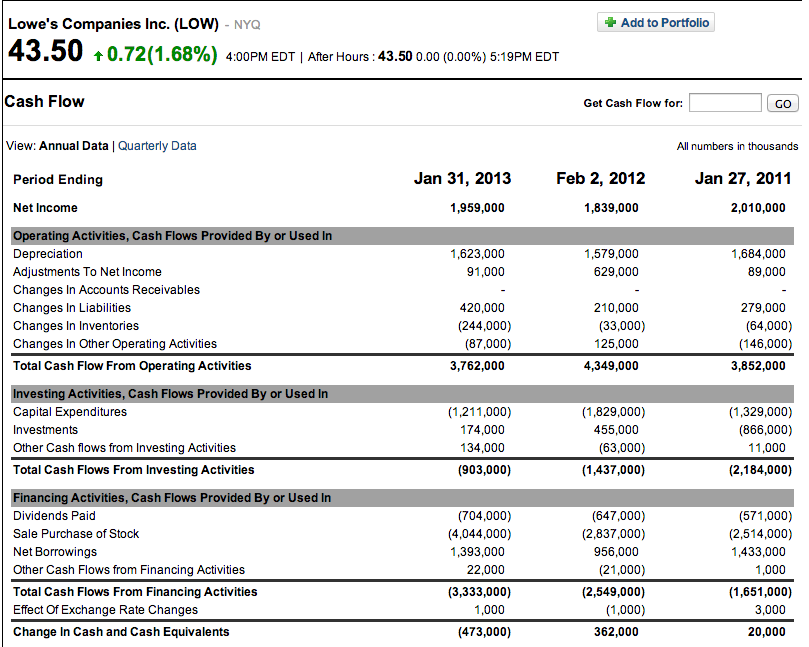 Lowe's Companies Inc. (LOW) - NYQ
Add to Portfolio
43.50 0.72(1.68%) 4:00PM EDT | After Hours : 43.50 0.00 (0.00%) 5:19PM EDT
Cash Flow
Get Cash Flow for: GO
View: Annual Data | Quarterly Data
All numbers in thousands
Period Ending Jan 31, 2013 Feb 2, 2012 Jan 27, 2011
Net Income 1,959,000 1,839,000 2,010,000
Operating Activities, Cash Flows Provided By or Used In
Depreciation 1,623,000 1,579,000 1,684,000
Adjustments To Net Income 91,000 629,000 89,000
Changes In Accounts Receivables - - -
Changes In Liabilities 420,000 210,000 279,000
Changes In Inventories (244,000) (33,000) (64,000)
Changes In Other Operating Activities (87,000) 125,000 (146,000)
Total Cash Flow From Operating Activities 3,762,000 4,349,000 3,852,000
Investing Activities, Cash Flows Provided By or Used In
Capital Expenditures (1,211,000) (1,829,000) (1,329,000)
Investments 174,000 455,000 (866,000)
Other Cash flows from Investing Activities 134,000 (63,000) 11,000
Total Cash Flows From Investing Activities (903,000) (1,437,000) (2,184,000)
Financing Activities, Cash Flows Provided By or Used In
Dividends Paid (704,000) (647,000) (571,000)
Sale Purchase of Stock (4,044,000) (2,837,000) (2,514,000)
Net Borrowings 1,393,000 956,000 1,433,000
Other Cash Flows from Financing Activities 22,000 (21,000) 1,000
Total Cash Flows From Financing Activities (3,333,000) (2,549,000) (1,651,000)
Effect Of Exchange Rate Changes 1,000 (1,000) 3,000
Change In Cash and Cash Equivalents (473,000) 362,000 20,000